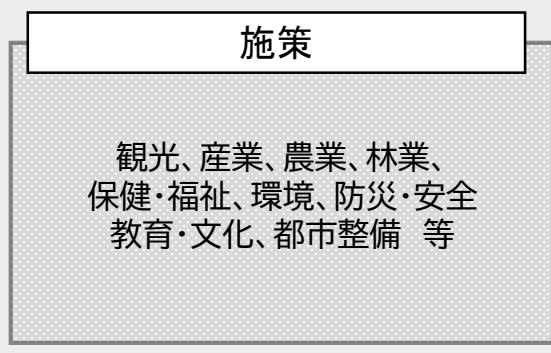 施策
観光、産業、農業、林業、
保健・福祉、環境、防災・安全
教育・文化、都市整備　等